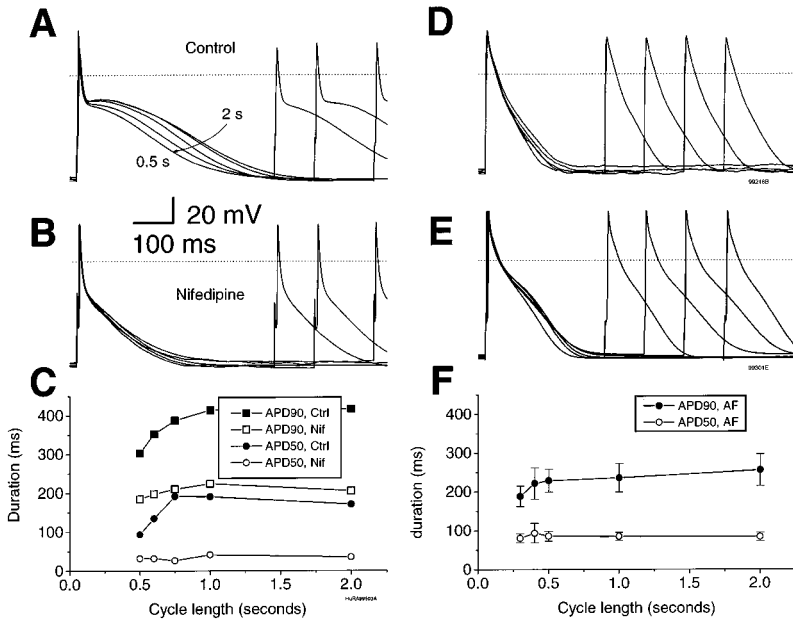 A
Control
2 s
0.5 s
20 mV
100 ms
B
Nifedipine
C
APD90, Ctrl
APD90, Nif
APD50, Ctrl
APD50, Nif
400
300
200
100
0
Duration (ms)
0.0
0.5
1.0
1.5
2.0
Cycle length (seconds)
D
99248B
E
99301E
F
APD90, AF
APD50, AF
400
300
200
100
0
duration (ms)
0.0
0.5
1.0
1.5
2.0
Cycle length (seconds)